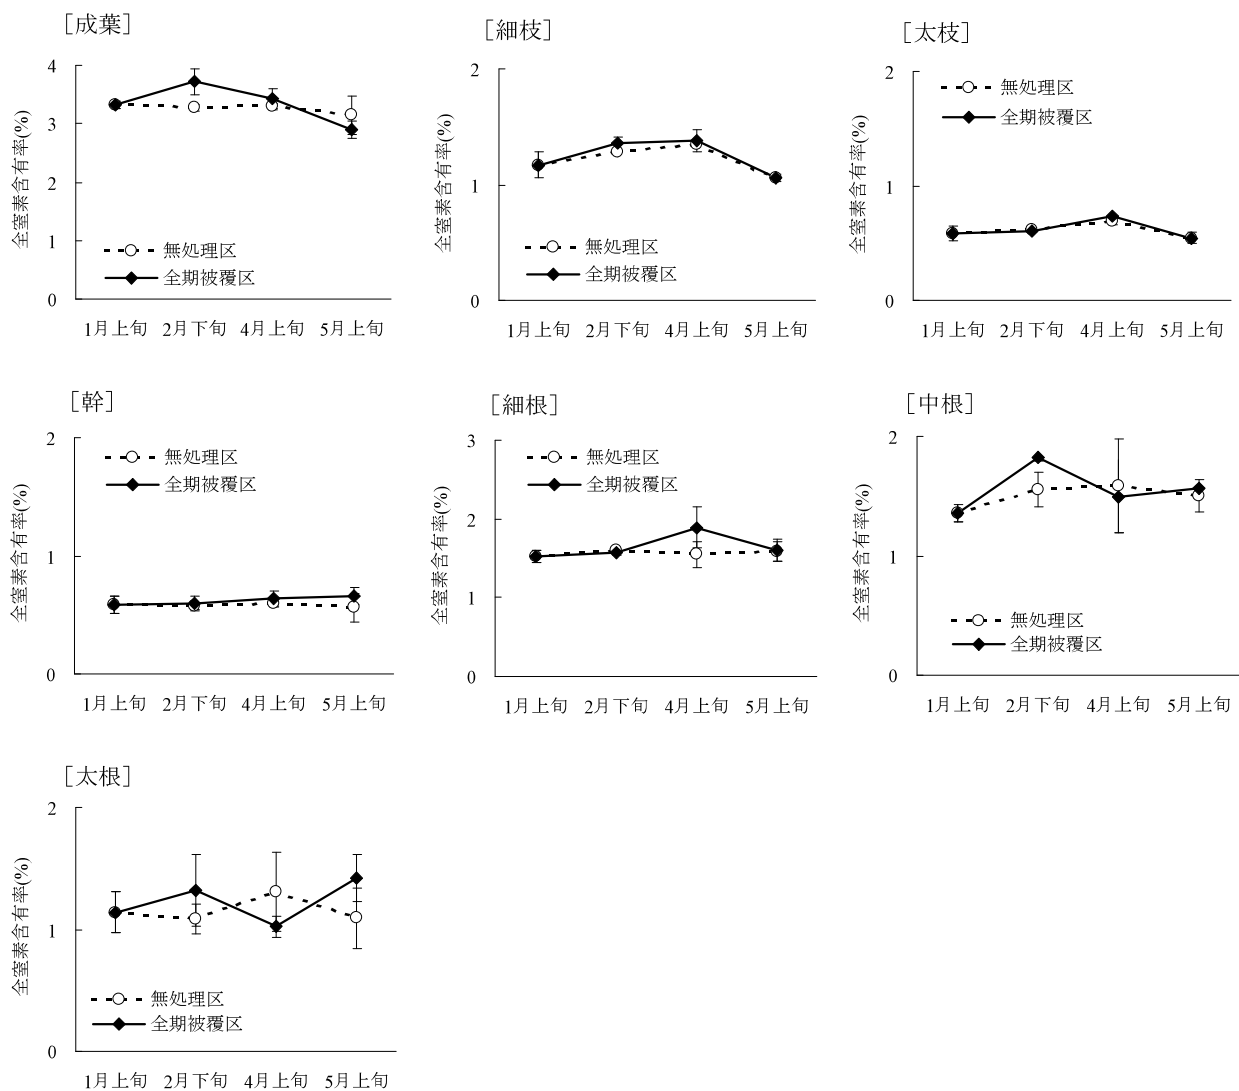 ［成葉］
全窒素含有率(%)
4
3
2
1
0
無処理区
全期被覆区
1月上旬 2月下旬 4月上旬 5月上旬
［細枝］
全窒素含有率(%)
2
1
0
無処理区
全期被覆区
1月上旬 2月下旬 4月上旬 5月上旬
［太枝］
全窒素含有率(%)
2
1
0
無処理区
全期被覆区
1月上旬 2月下旬 4月上旬 5月上旬
［幹］
全窒素含有率(%)
2
1
0
無処理区
全期被覆区
1月上旬 2月下旬 4月上旬 5月上旬
［細根］
全窒素含有率(%)
3
2
1
0
無処理区
全期被覆区
1月上旬 2月下旬 4月上旬 5月上旬
［中根］
全窒素含有率(%)
2
1
0
無処理区
全期被覆区
1月上旬 2月下旬 4月上旬 5月上旬
［太根］
全窒素含有率(%)
2
1
0
無処理区
全期被覆区
1月上旬 2月下旬 4月上旬 5月上旬